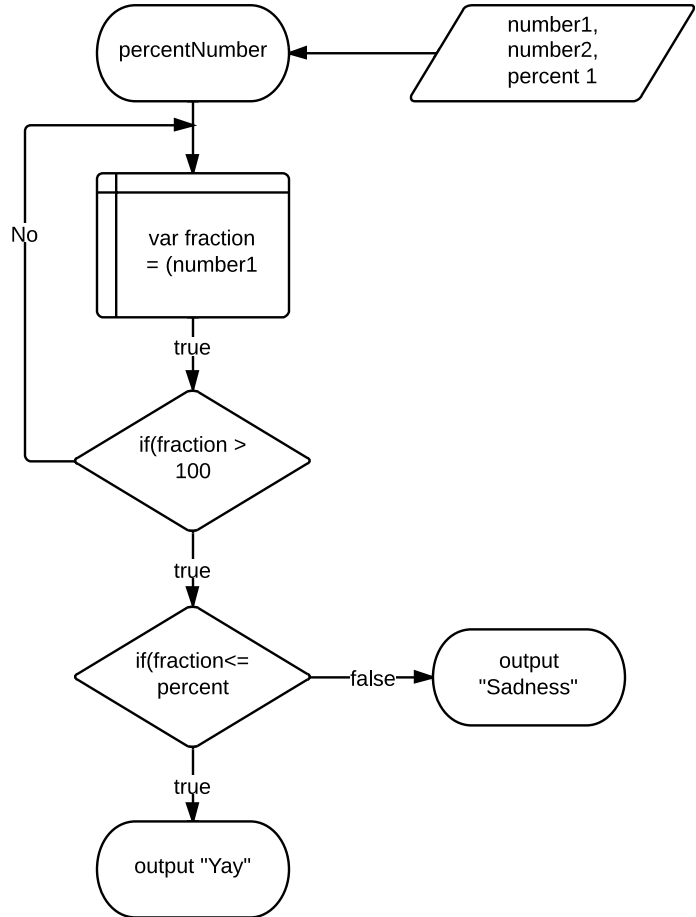 percentNumber
number1,
number2,
percent 1
No
var fraction
= (number1
true
if(fraction >
100
true
if(fraction<=
percent
false
output
"Sadness"
true
output "Yay"